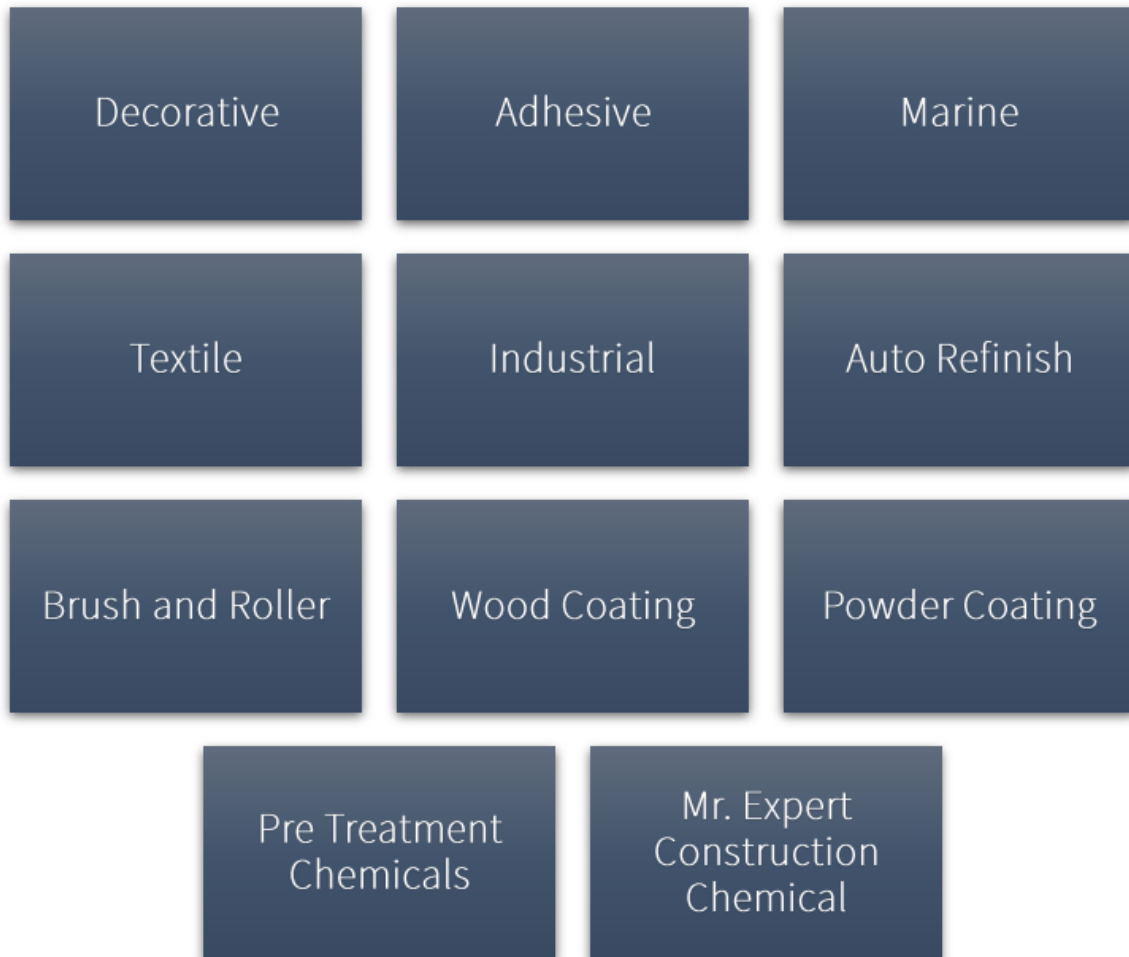 Decorative
Adhesive
Marine
Textile
Industrial
Auto Refinish
Brush and Roller
Wood Coating
Powder Coating
Pre Treatment
Chemicals
Mr. Expert
Construction
Chemical